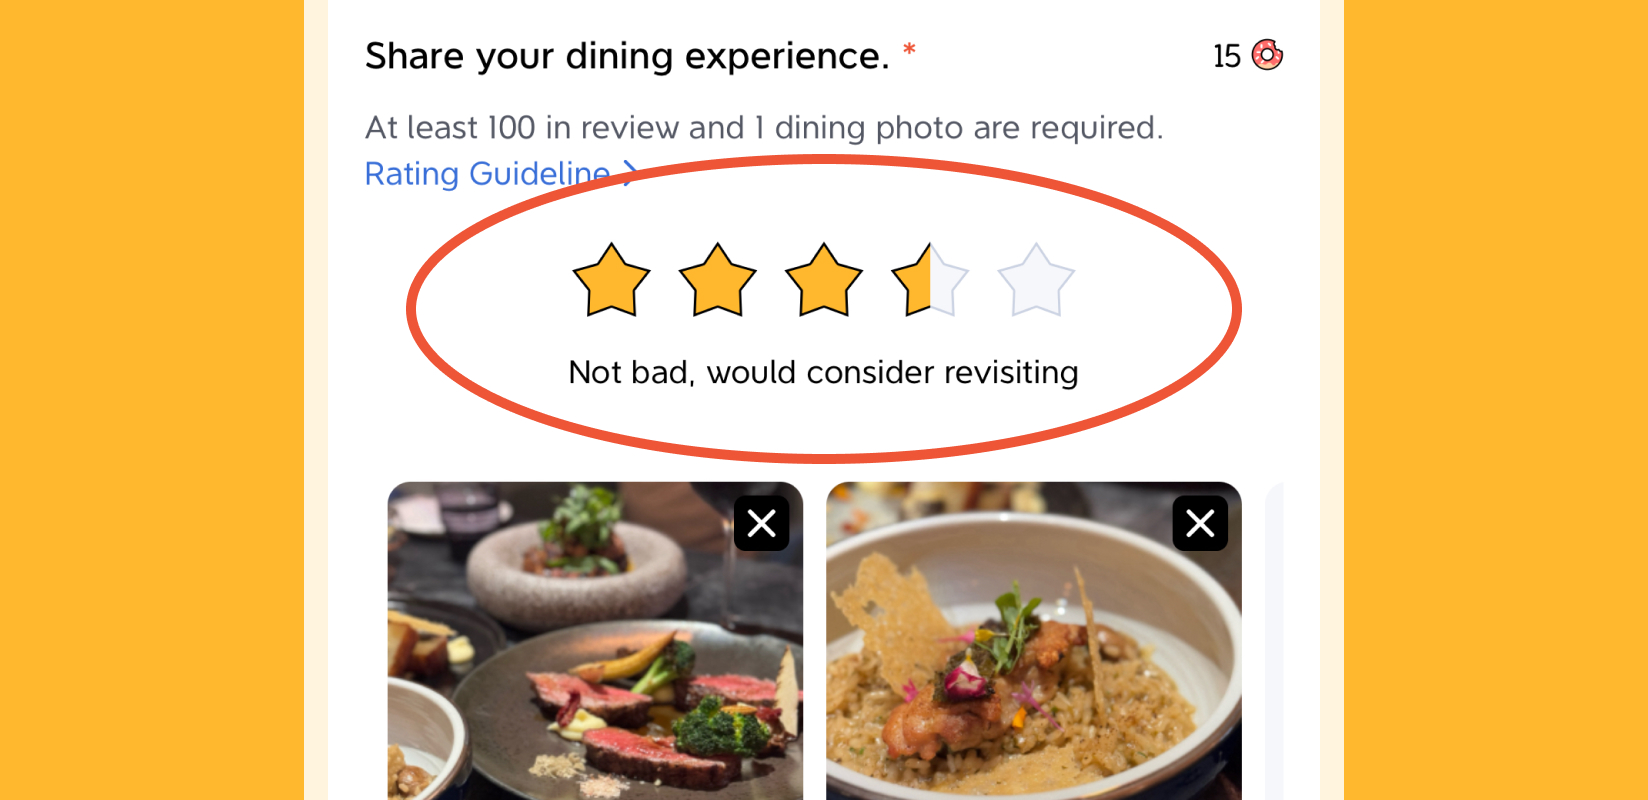 Share your dining experience. *
15
At least 100 in review and 1 dining photo are required.
Rating Guideline >
Not bad, would consider revisiting